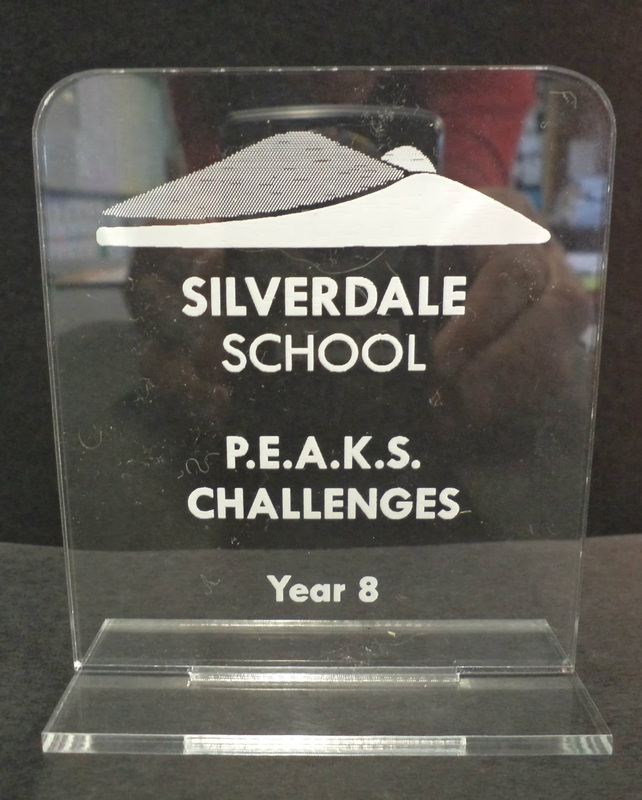 SILVERDALE
SCHOOL
P.E.A.K.S.
CHALLENGES
Year 8